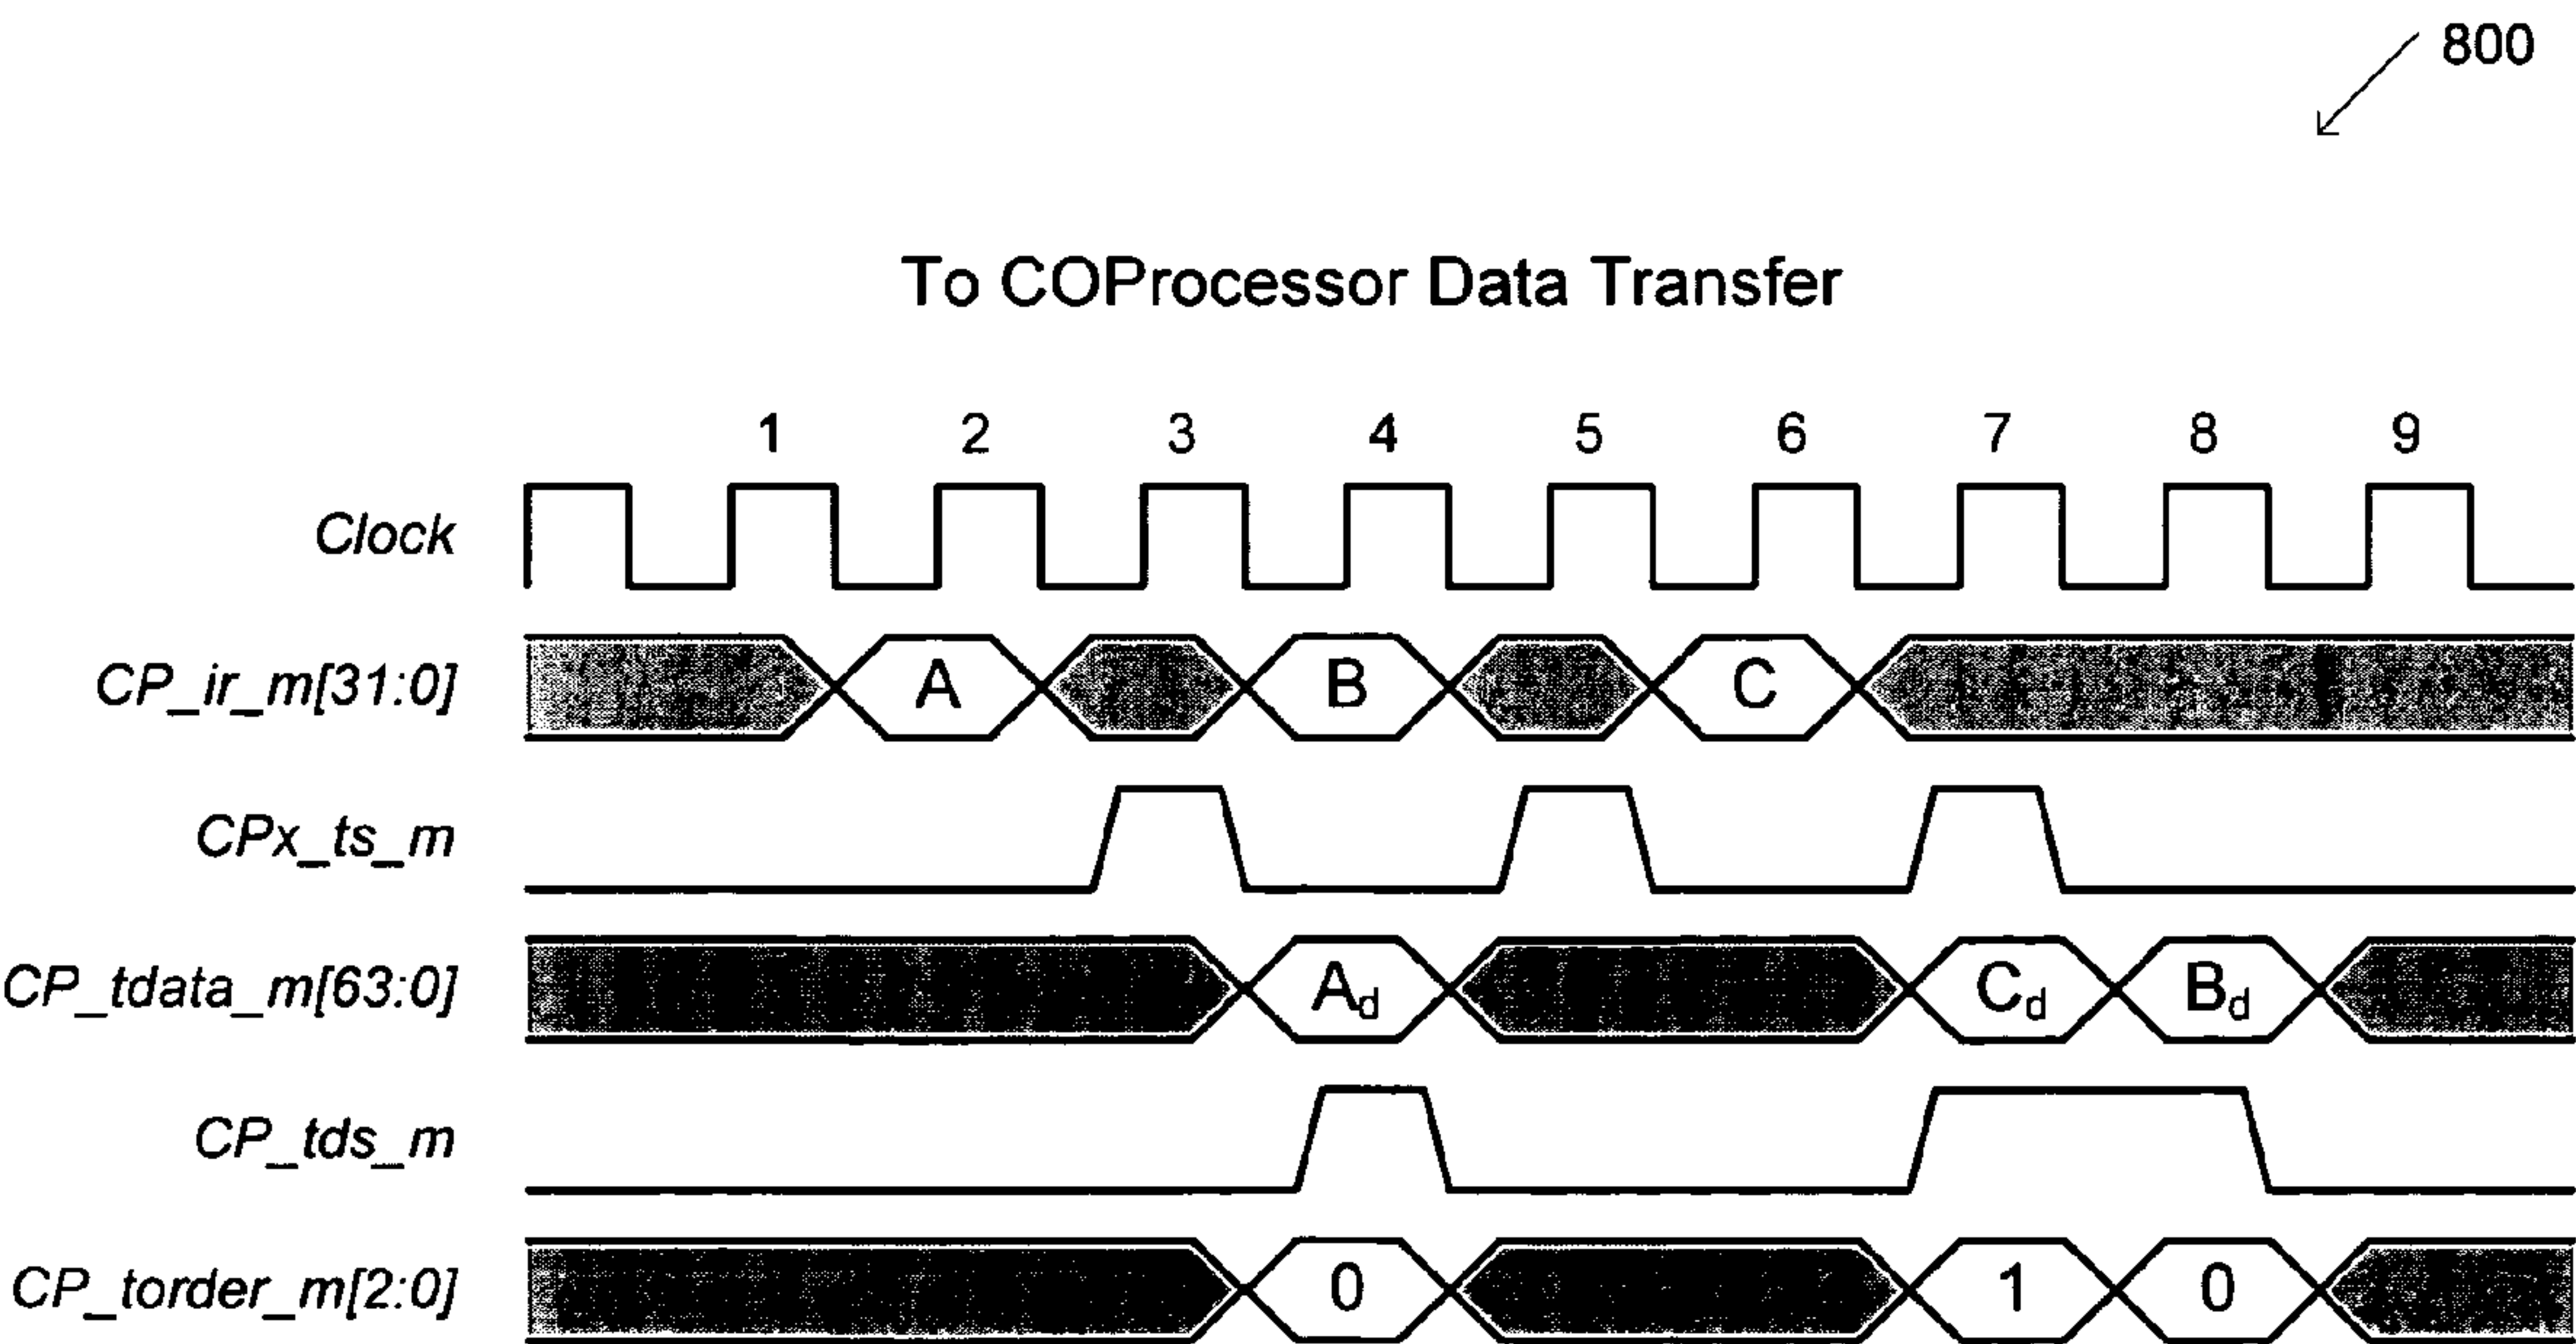 800
To COProcessor Data Transfer
1 2 3 4 5 6 7 8 9
Clock
CP_ir_m[31:0] A B C
CPx_ts_m
CP_tdata_m[63:0] Ad Cd Bd
CP_tds_m
CP_torder_m[2:0] 0 1 0